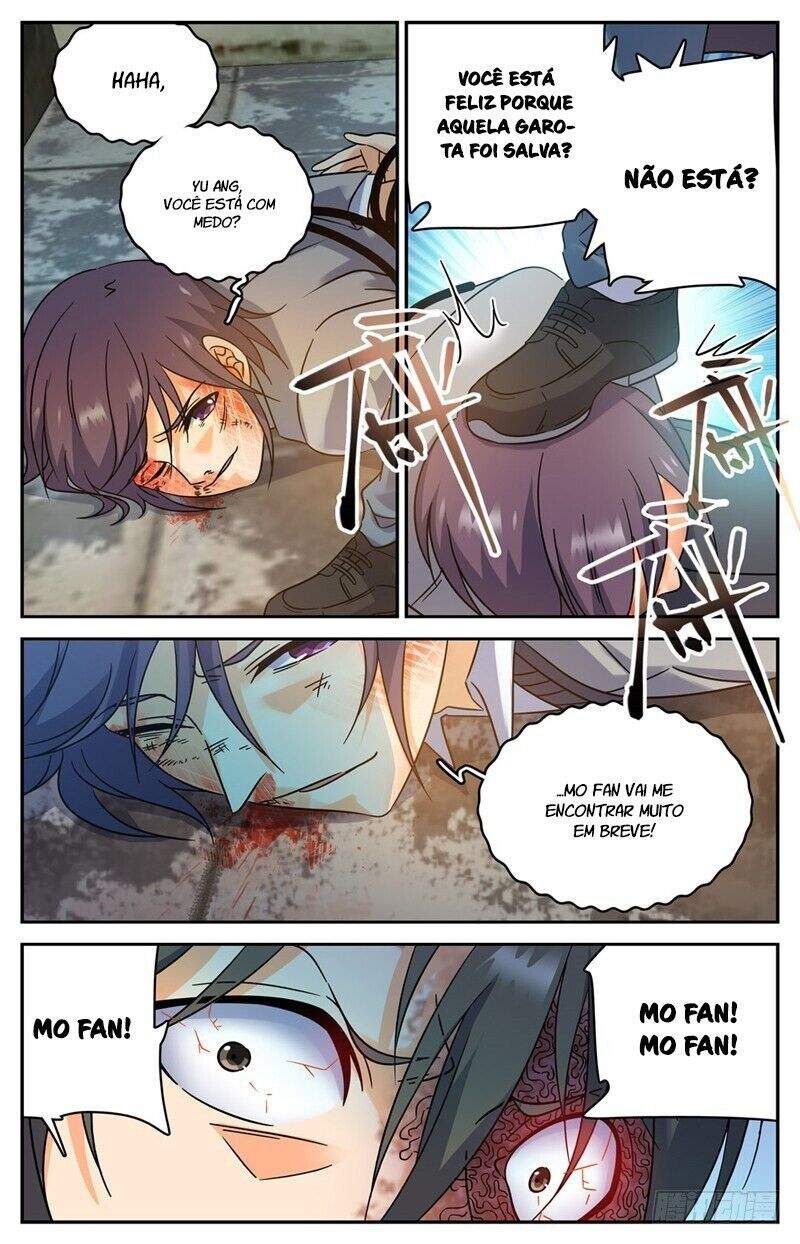 HAHA,
YU ANG,
VOCÊ ESTÁ COM
MEDO?
VOCÊ ESTÁ
FELIZ PORQUE
AQUELA GARO-
TA FOI SALVA?
NÃO ESTÁ?
...MO FAN VAI ME
ENCONTRAR MUITO
EM BREVE!
MO FAN!
MO FAN!
MO FAN!